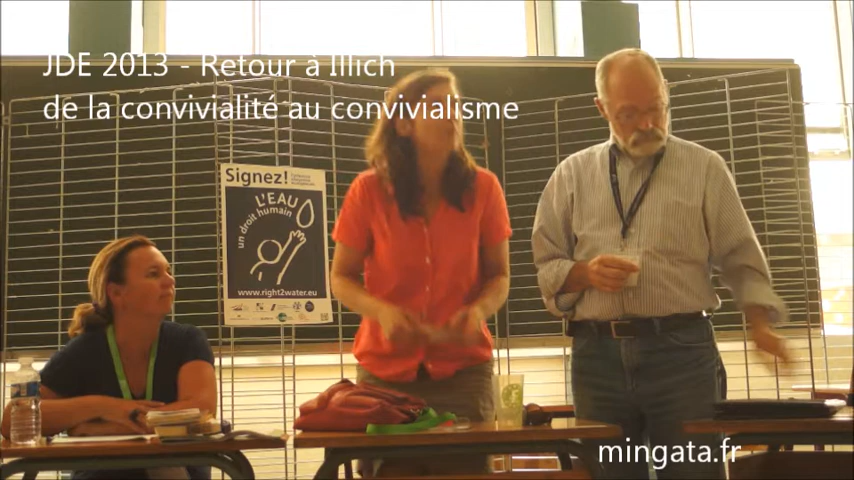 JDE 2013 - Retour à Illich
de la convivialité au convivialisme
Signez!
L'EAU
un droit humain
www.right2water.eu
mingata.fr